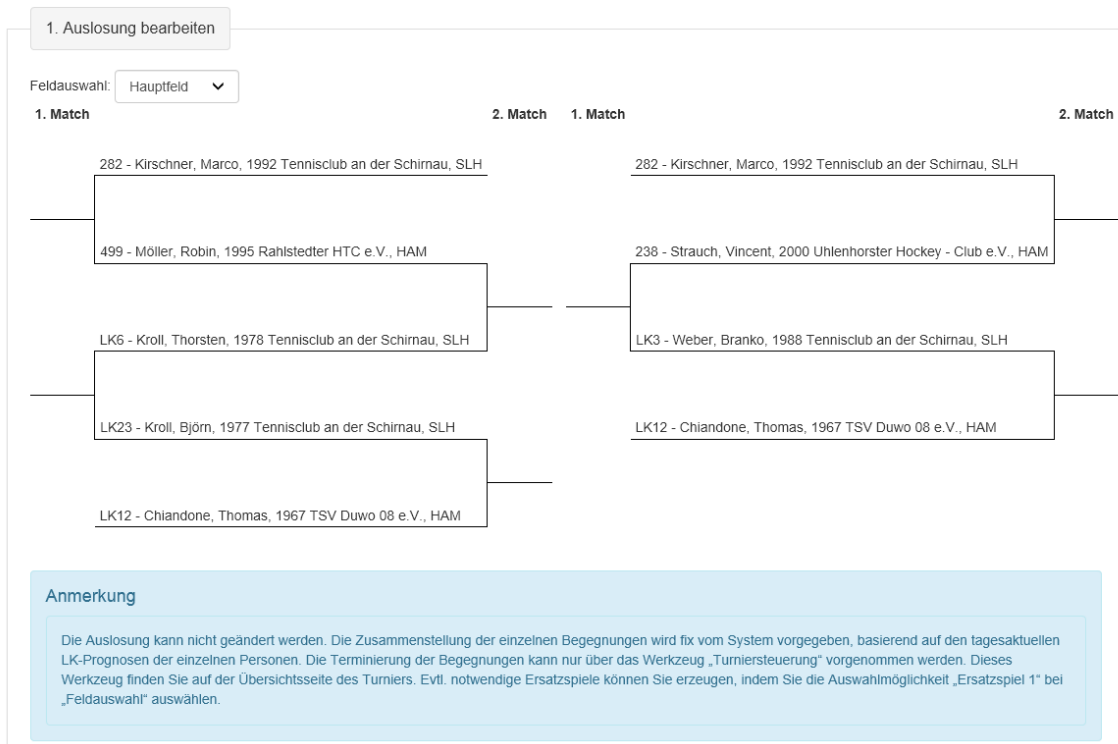 1. Auslosung bearbeiten
Feldauswahl: Hauptfeld
1. Match 2. Match 1. Match 2. Match
282 - Kirschner, Marco, 1992 Tennisclub an der Schirnau, SLH
499 - Möller, Robin, 1995 Rahlstedter HTC e.V., HAM
LK6 - Kroll, Thorsten, 1978 Tennisclub an der Schirnau, SLH
LK23 - Kroll, Björn, 1977 Tennisclub an der Schirnau, SLH
LK12 - Chiandone, Thomas, 1967 TSV Duwo 08 e.V., HAM
282 - Kirschner, Marco, 1992 Tennisclub an der Schirnau, SLH
238 - Strauch, Vincent, 2000 Uhlenhorster Hockey - Club e.V., HAM
LK3 - Weber, Branko, 1988 Tennisclub an der Schirnau, SLH
LK12 - Chiandone, Thomas, 1967 TSV Duwo 08 e.V., HAM
Anmerkung
Die Auslosung kann nicht geändert werden. Die Zusammenstellung der einzelnen Begegnungen wird fix vom System vorgegeben, basierend auf den tagesaktuellen
LK-Prognosen der einzelnen Personen. Die Terminierung der Begegnungen kann nur über das Werkzeug „Turniersteuerung“ vorgenommen werden. Dieses
Werkzeug finden Sie auf der Übersichtsseite des Turniers. Evtl. notwendige Ersatzspiele können Sie erzeugen, indem Sie die Auswahlmöglichkeit „Ersatzspiel 1“ bei
„Feldauswahl“ auswählen.